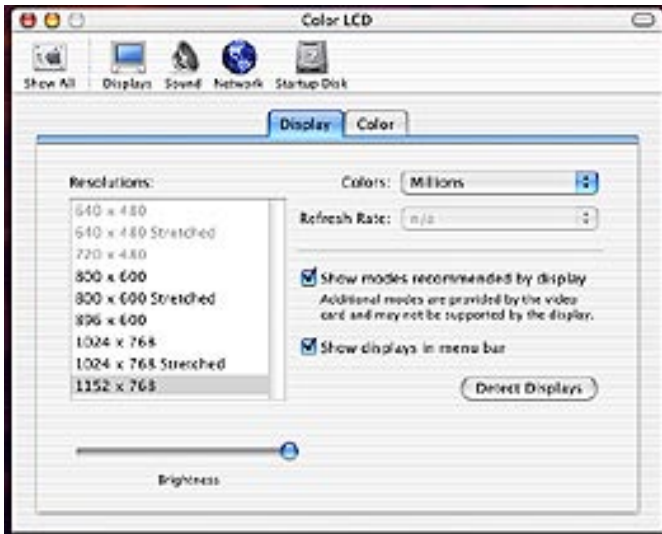 Color LCD
Show All Displays Sound Network Startup Disk
Display Color
Resolutions:
640 x 480
640 x 480 Stretched
720 x 480
800 x 600
800 x 600 Stretched
896 x 600
1024 x 768
1024 x 768 Stretched
1152 x 768
Colors: Millions
Refresh Rate: n/a
Show modes recommended by display
Additional modes are provided by the video
card and may not be supported by the display.
Show displays in menu bar
Detect Displays
Brightness